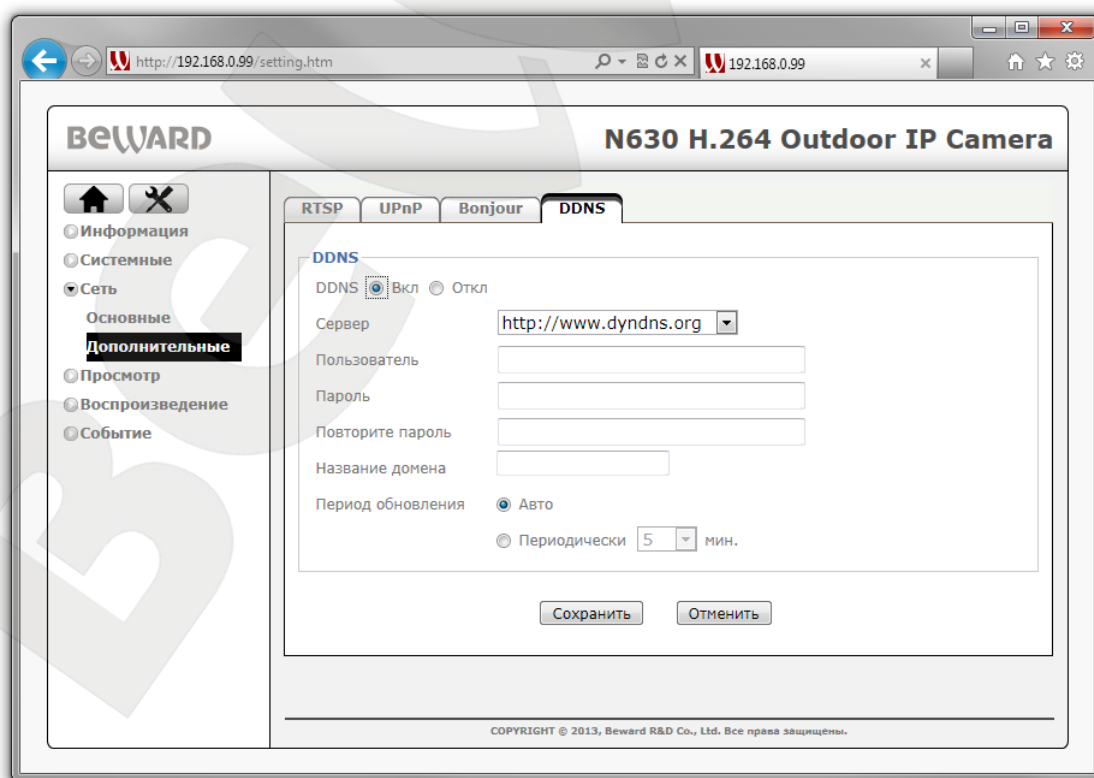 http://192.168.0.99/setting.htm
192.168.0.99
BEWARD
N630 H.264 Outdoor IP Camera
Информация
Системные
Сеть
Основные
Дополнительные
Просмотр
Воспроизведение
Событие
RTSP UPnP Bonjour DDNS
DDNS
DDNS Вкл Откл
Сервер http://www.dyndns.org
Пользователь
Пароль
Повторите пароль
Название домена
Период обновления Авто
Периодически 5 мин.
Сохранить Отменить
COPYRIGHT © 2013, Beward R&D Co., Ltd. Все права защищены.